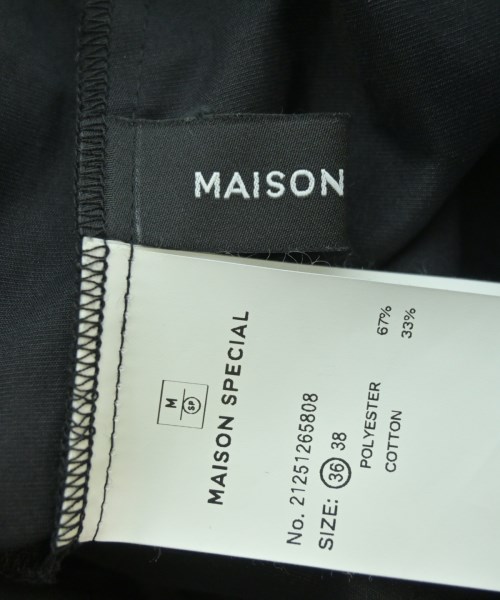 MAISON
M
SP
MAISON SPECIAL
No. 21251265808
SIZE: 36 38
POLYESTER 67%
COTTON 33%